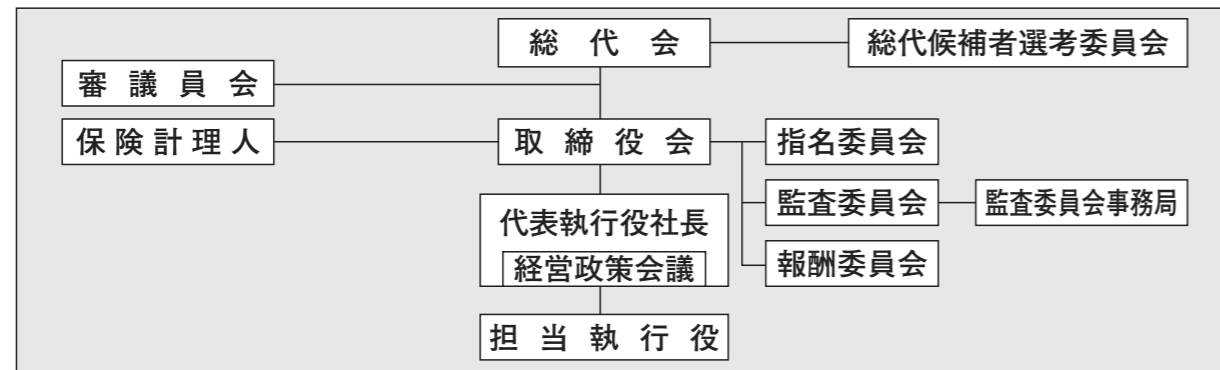 総代会
総代候補者選考委員会
審議員会
保険計理人
取締役会
指名委員会
監査委員会
監査委員会事務局
代表執行役社長
経営政策会議
報酬委員会
担当執行役